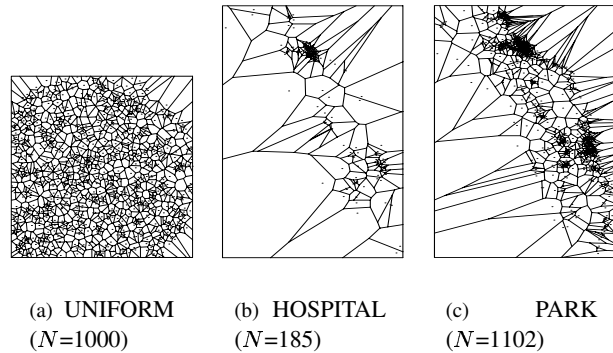 (a) UNIFORM
(N=1000)
(b) HOSPITAL
(N=185)
(c) PARK
(N=1102)